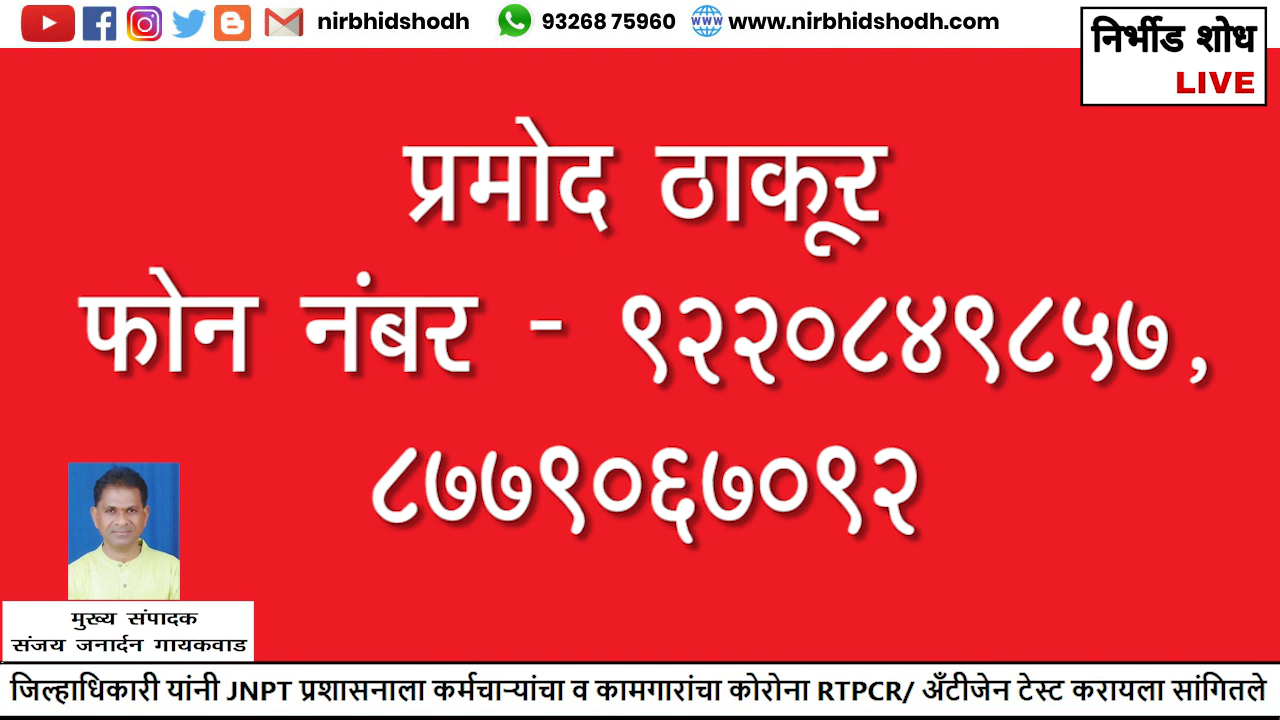 nirbhidshodh 93268 75960 www.nirbhidshodh.com
निर्भीड शोध
LIVE
प्रमोद ठाकूर
फोन नंबर - ९२२०८४९८५७,
८७७९०६७०९२
मुख्य संपादक
संजय जनार्दन गायकवाड
जिल्हाधिकारी यांनी JNPT प्रशासनाला कर्मचाऱ्यांचा व कामगारांचा कोरोना RTPCR/ अँटीजेन टेस्ट करायला सांगितले